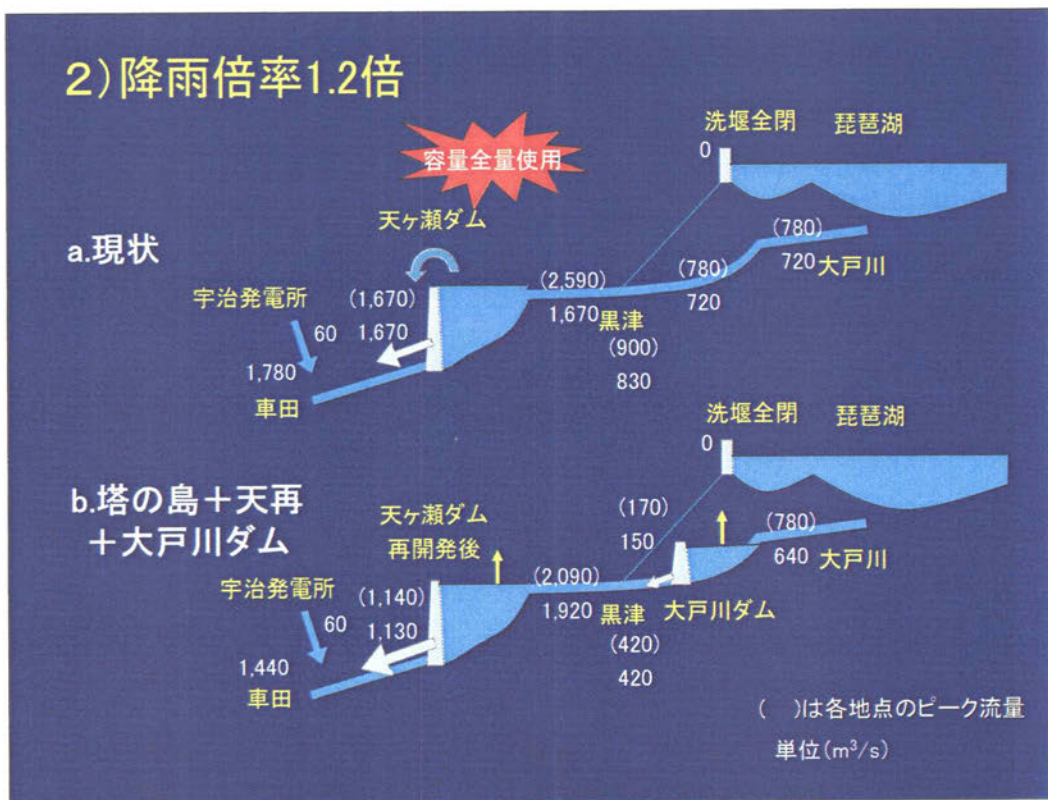 2)降雨倍率1.2倍
洗堰全閉 琵琶湖
0
容量全量使用
天ヶ瀬ダム
a.現状
(780)
720 大戸川
(2,590) (780)
宇治発電所 (1,670)
1,670 黒津 720
60 1,670
(900)
1,780 830
車田
洗堰全閉 琵琶湖
0
b.塔の島+天再
+大戸川ダム
天ヶ瀬ダム
再開発後
(170)
150
(780)
640 大戸川
宇治発電所 (1,140)
(2,090)
60 1,130
1,920 黒津 大戸川ダム
(420)
1,440 420
車田
( )は各地点のピーク流量
単位(m³/s)